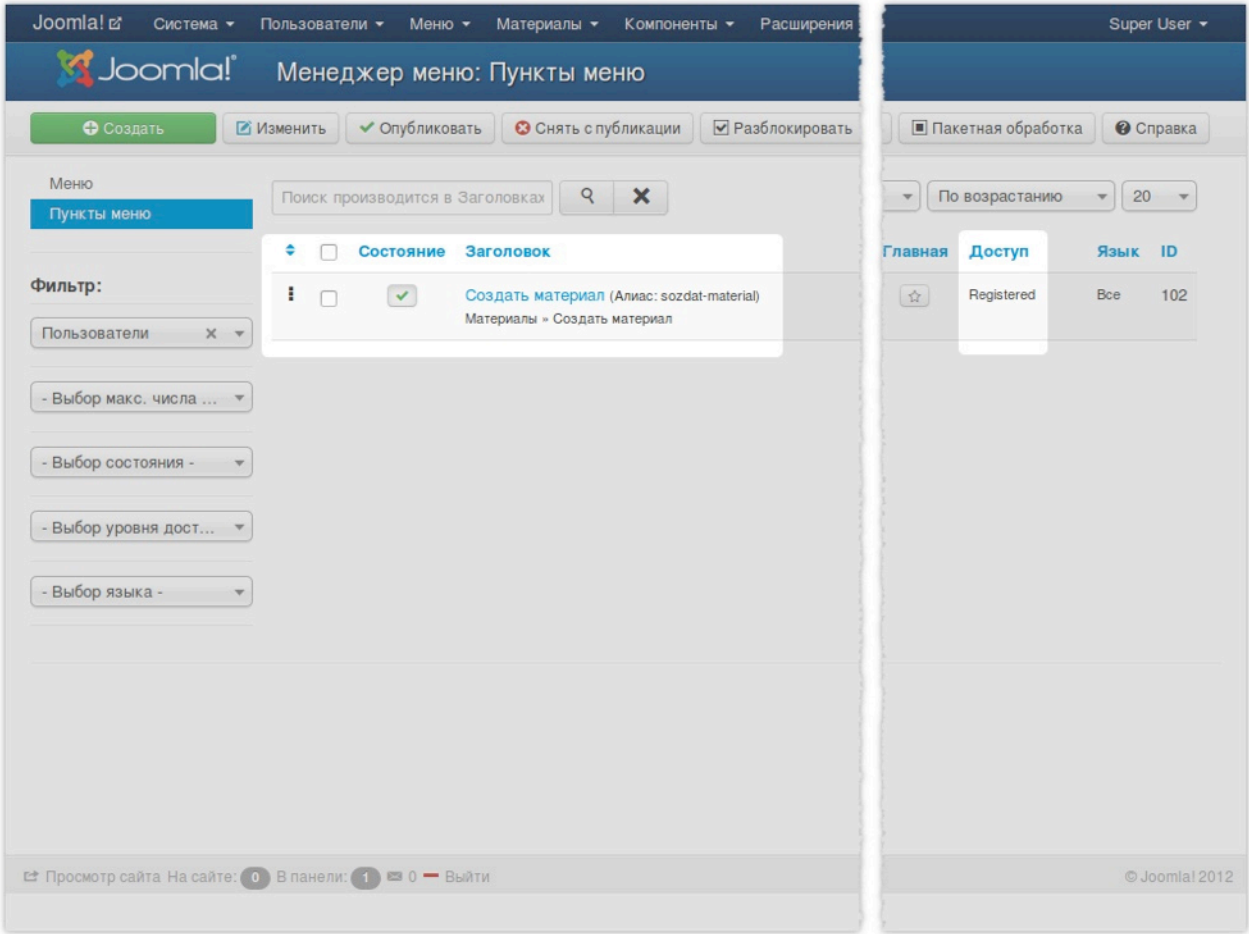 Joomla! Система Пользователи Меню Материалы Компоненты Расширения Super User
Joomla! Менеджер меню: Пункты меню
Создать Изменить Опубликовать Снять с публикации Разблокировать Пакетная обработка Справка
Меню
Пункты меню
Поиск производится в Заголовках По возрастанию 20
Состояние Заголовок Главная Доступ Язык ID
Фильтр:
Создать материал (Алиас: sozdat-material) Registered Все 102
Материалы » Создать материал
Пользователи
- Выбор макс. числа ...
- Выбор состояния -
- Выбор уровня дост...
- Выбор языка -
Просмотр сайта На сайте: 0 В панели: 1 0 Выйти © Joomla! 2012